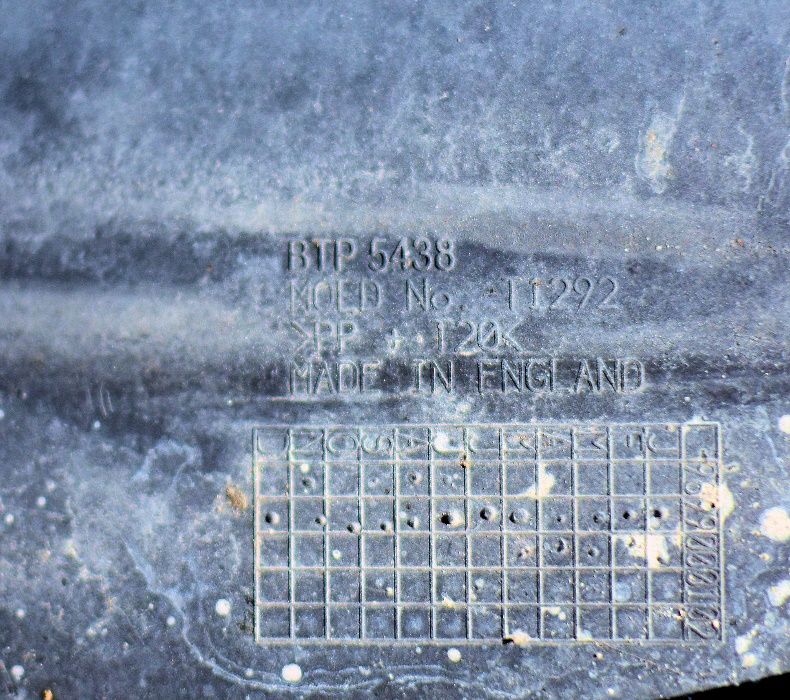 BTP 5438
MOLD No. T1292
>PP + T20<
MADE IN ENGLAND
D N O S A J J M A M F J